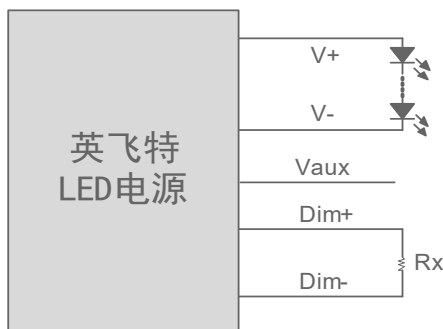 英飞特
LED电源
V+
V-
Vaux
Dim+
Rx
Dim-